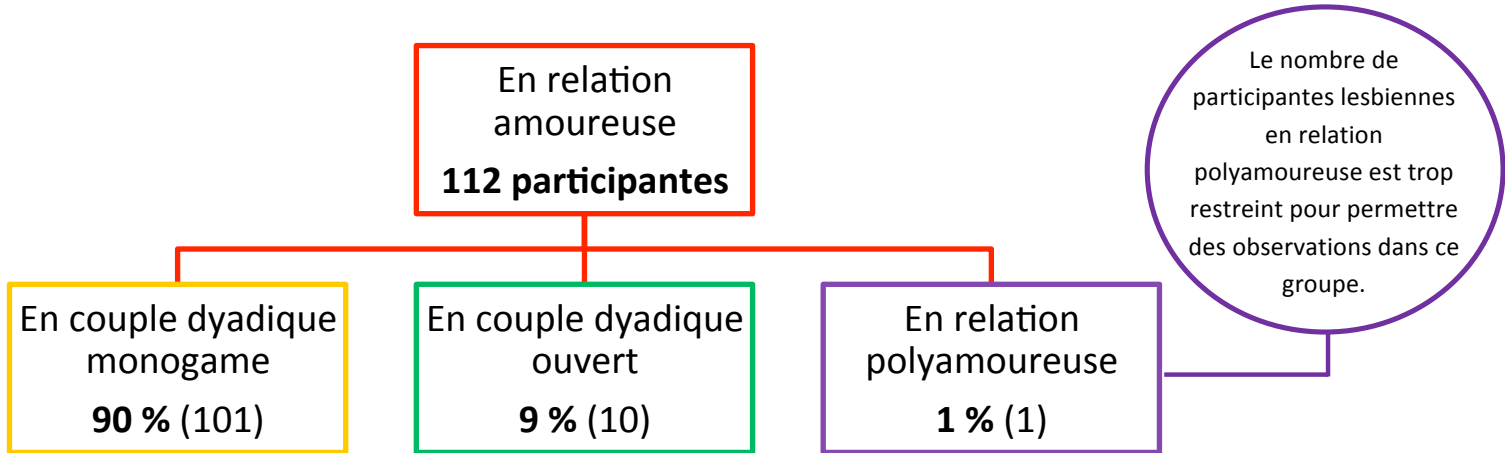 En relation
amoureuse
112 participantes
Le nombre de
participantes lesbiennes
en relation
polyamoureuse est trop
restreint pour permettre
des observations dans ce
groupe.
En couple dyadique
monogame
90 % (101)
En couple dyadique
ouvert
9 % (10)
En relation
polyamoureuse
1 % (1)